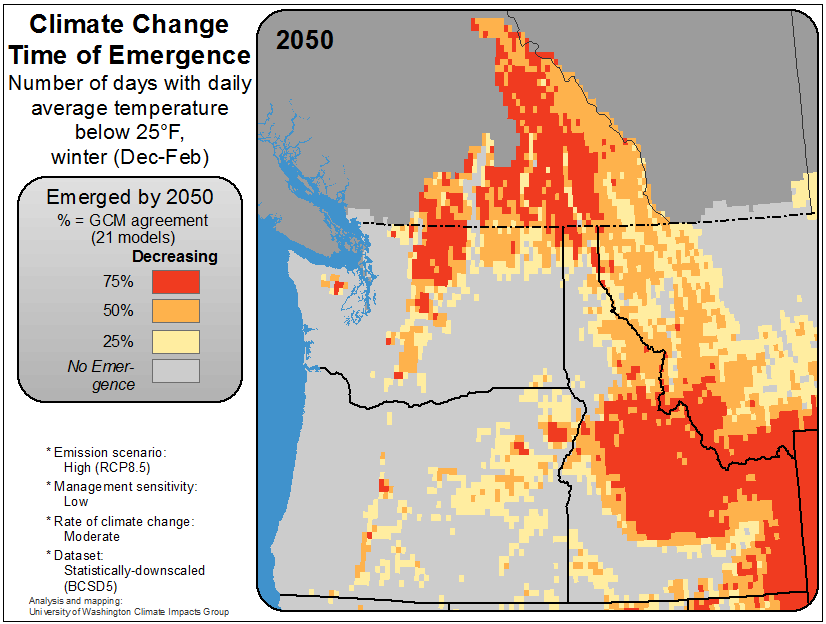 Climate Change
Time of Emergence
Number of days with daily
average temperature
below 25°F,
winter (Dec-Feb)
Emerged by 2050
% = GCM agreement
(21 models)
Decreasing
75%
50%
25%
No Emer-
gence
* Emission scenario:
High (RCP8.5)
* Management sensitivity:
Low
* Rate of climate change:
Moderate
* Dataset:
Statistically-downscaled
(BCSD5)
Analysis and mapping:
University of Washington Climate Impacts Group
2050